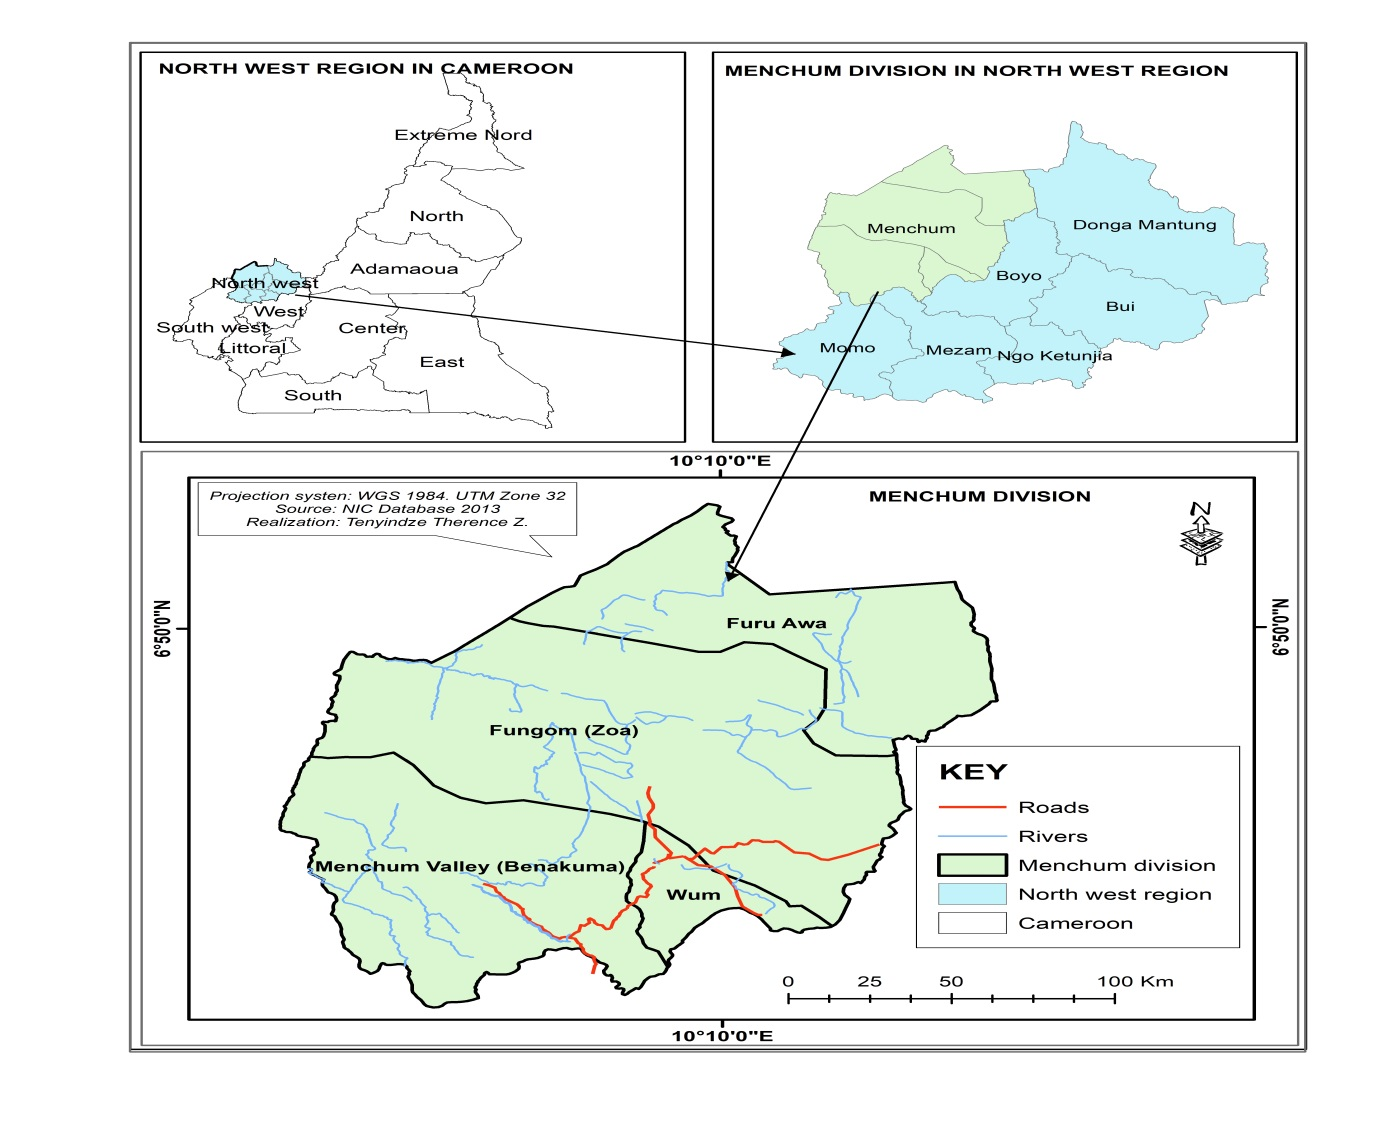 NORTH WEST REGION IN CAMEROON
Extreme Nord
North
Adamaoua
North west
West
South west
Center
Littoral
East
South
MENCHUM DIVISION IN NORTH WEST REGION
Menchum
Donga Mantung
Boyo
Bui
Momo
Mezam
Ngo Ketunjia
10°10'0"E
Projection systen: WGS 1984. UTM Zone 32
Source: NIC Database 2013
Realization: Tenyindze Therence Z.
MENCHUM DIVISION
N
6°50'0"N
6°50'0"N
Furu Awa
Fungom (Zoa)
Menchum Valley (Benakuma)
Wum
KEY
Roads
Rivers
Menchum division
North west region
Cameroon
0 25 50 100 Km
10°10'0"E